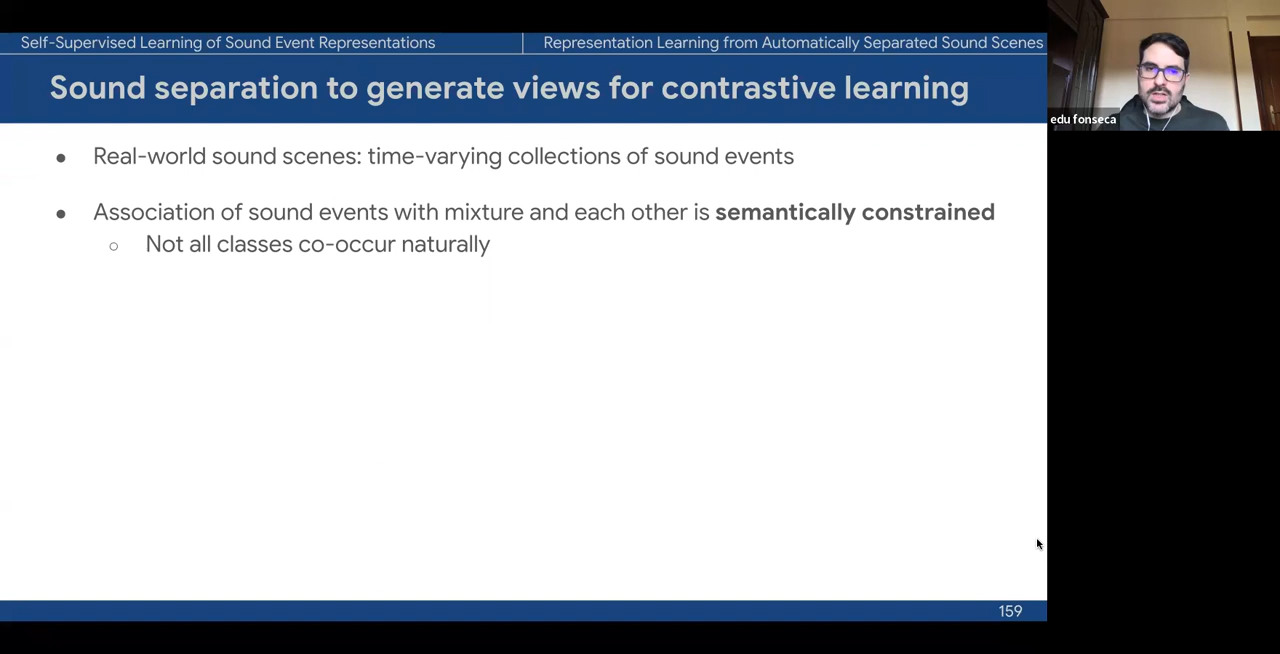 Self-Supervised Learning of Sound Event Representations
Representation Learning from Automatically Separated Sound Scenes
Sound separation to generate views for contrastive learning
edu fonseca
● Real-world sound scenes: time-varying collections of sound events
● Association of sound events with mixture and each other is semantically constrained
○ Not all classes co-occur naturally
159